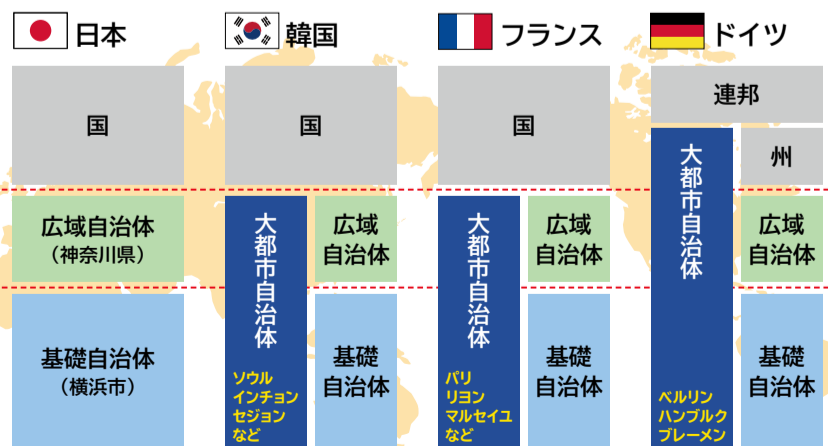 日本
国
広域自治体
（神奈川県）
基礎自治体
（横浜市）
韓国
国
大都市自治体
ソウル
インチョン
セジョン
など
広域
自治体
基礎
自治体
フランス
国
大都市自治体
パリ
リヨン
マルセイユ
など
広域
自治体
基礎
自治体
ドイツ
連邦
大都市自治体
ベルリン
ハンブルク
ブレーメン
州
広域
自治体
基礎
自治体